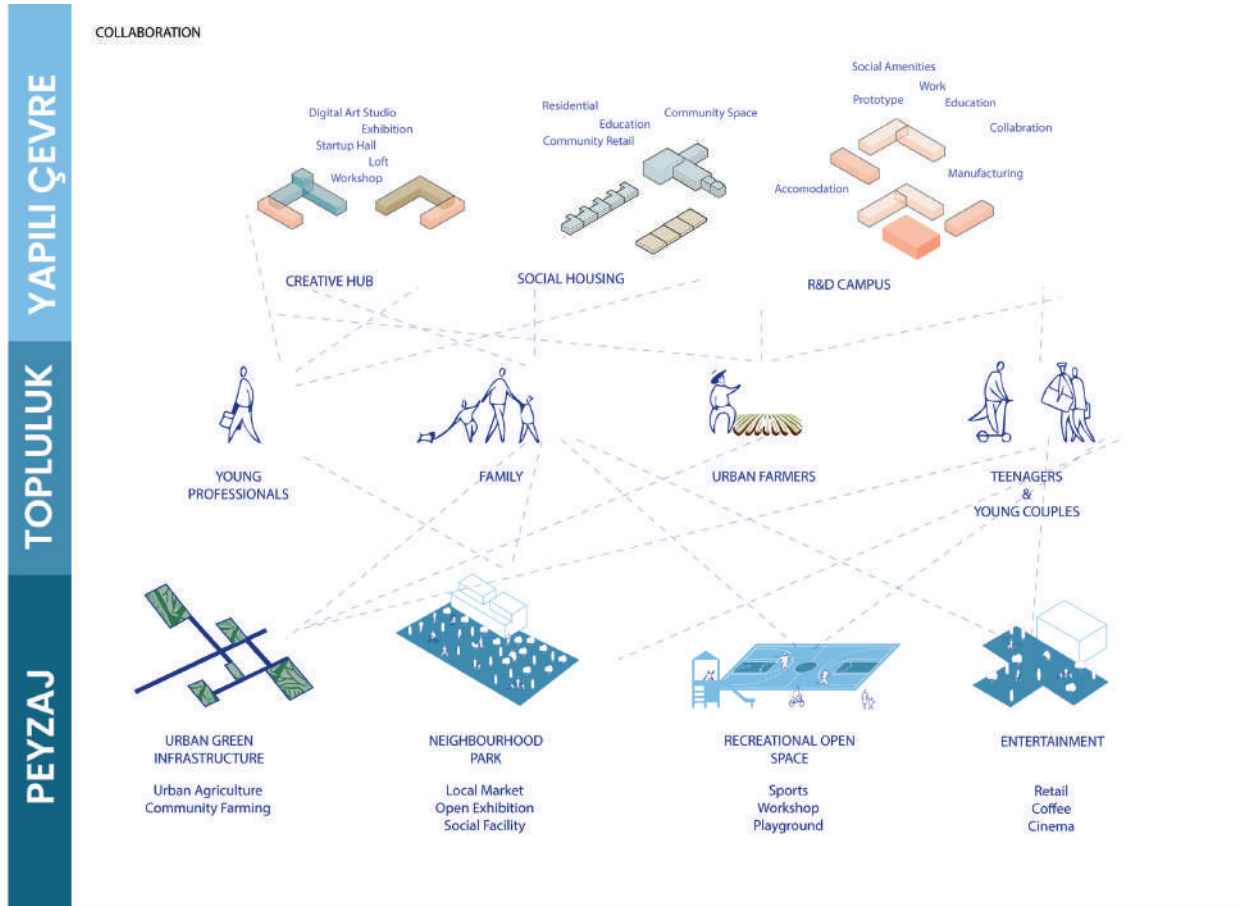 COLLABORATION
YAPILI ÇEVRE
Digital Art Studio
Exhibition
Startup Hall
Loft
Workshop
CREATIVE HUB
Residential
Community Space
Education
Community Retail
SOCIAL HOUSING
Social Amenities
Work
Prototype
Education
Collabration
Manufacturing
Accomodation
R&D CAMPUS
TOPLULUK
YOUNG
PROFESSIONALS
FAMILY
URBAN FARMERS
TEENAGERS
&
YOUNG COUPLES
PEYZAJ
URBAN GREEN
INFRASTRUCTURE
Urban Agriculture
Community Farming
NEIGHBOURHOOD
PARK
Local Market
Open Exhibition
Social Facility
RECREATIONAL OPEN
SPACE
Sports
Workshop
Playground
ENTERTAINMENT
Retail
Coffee
Cinema